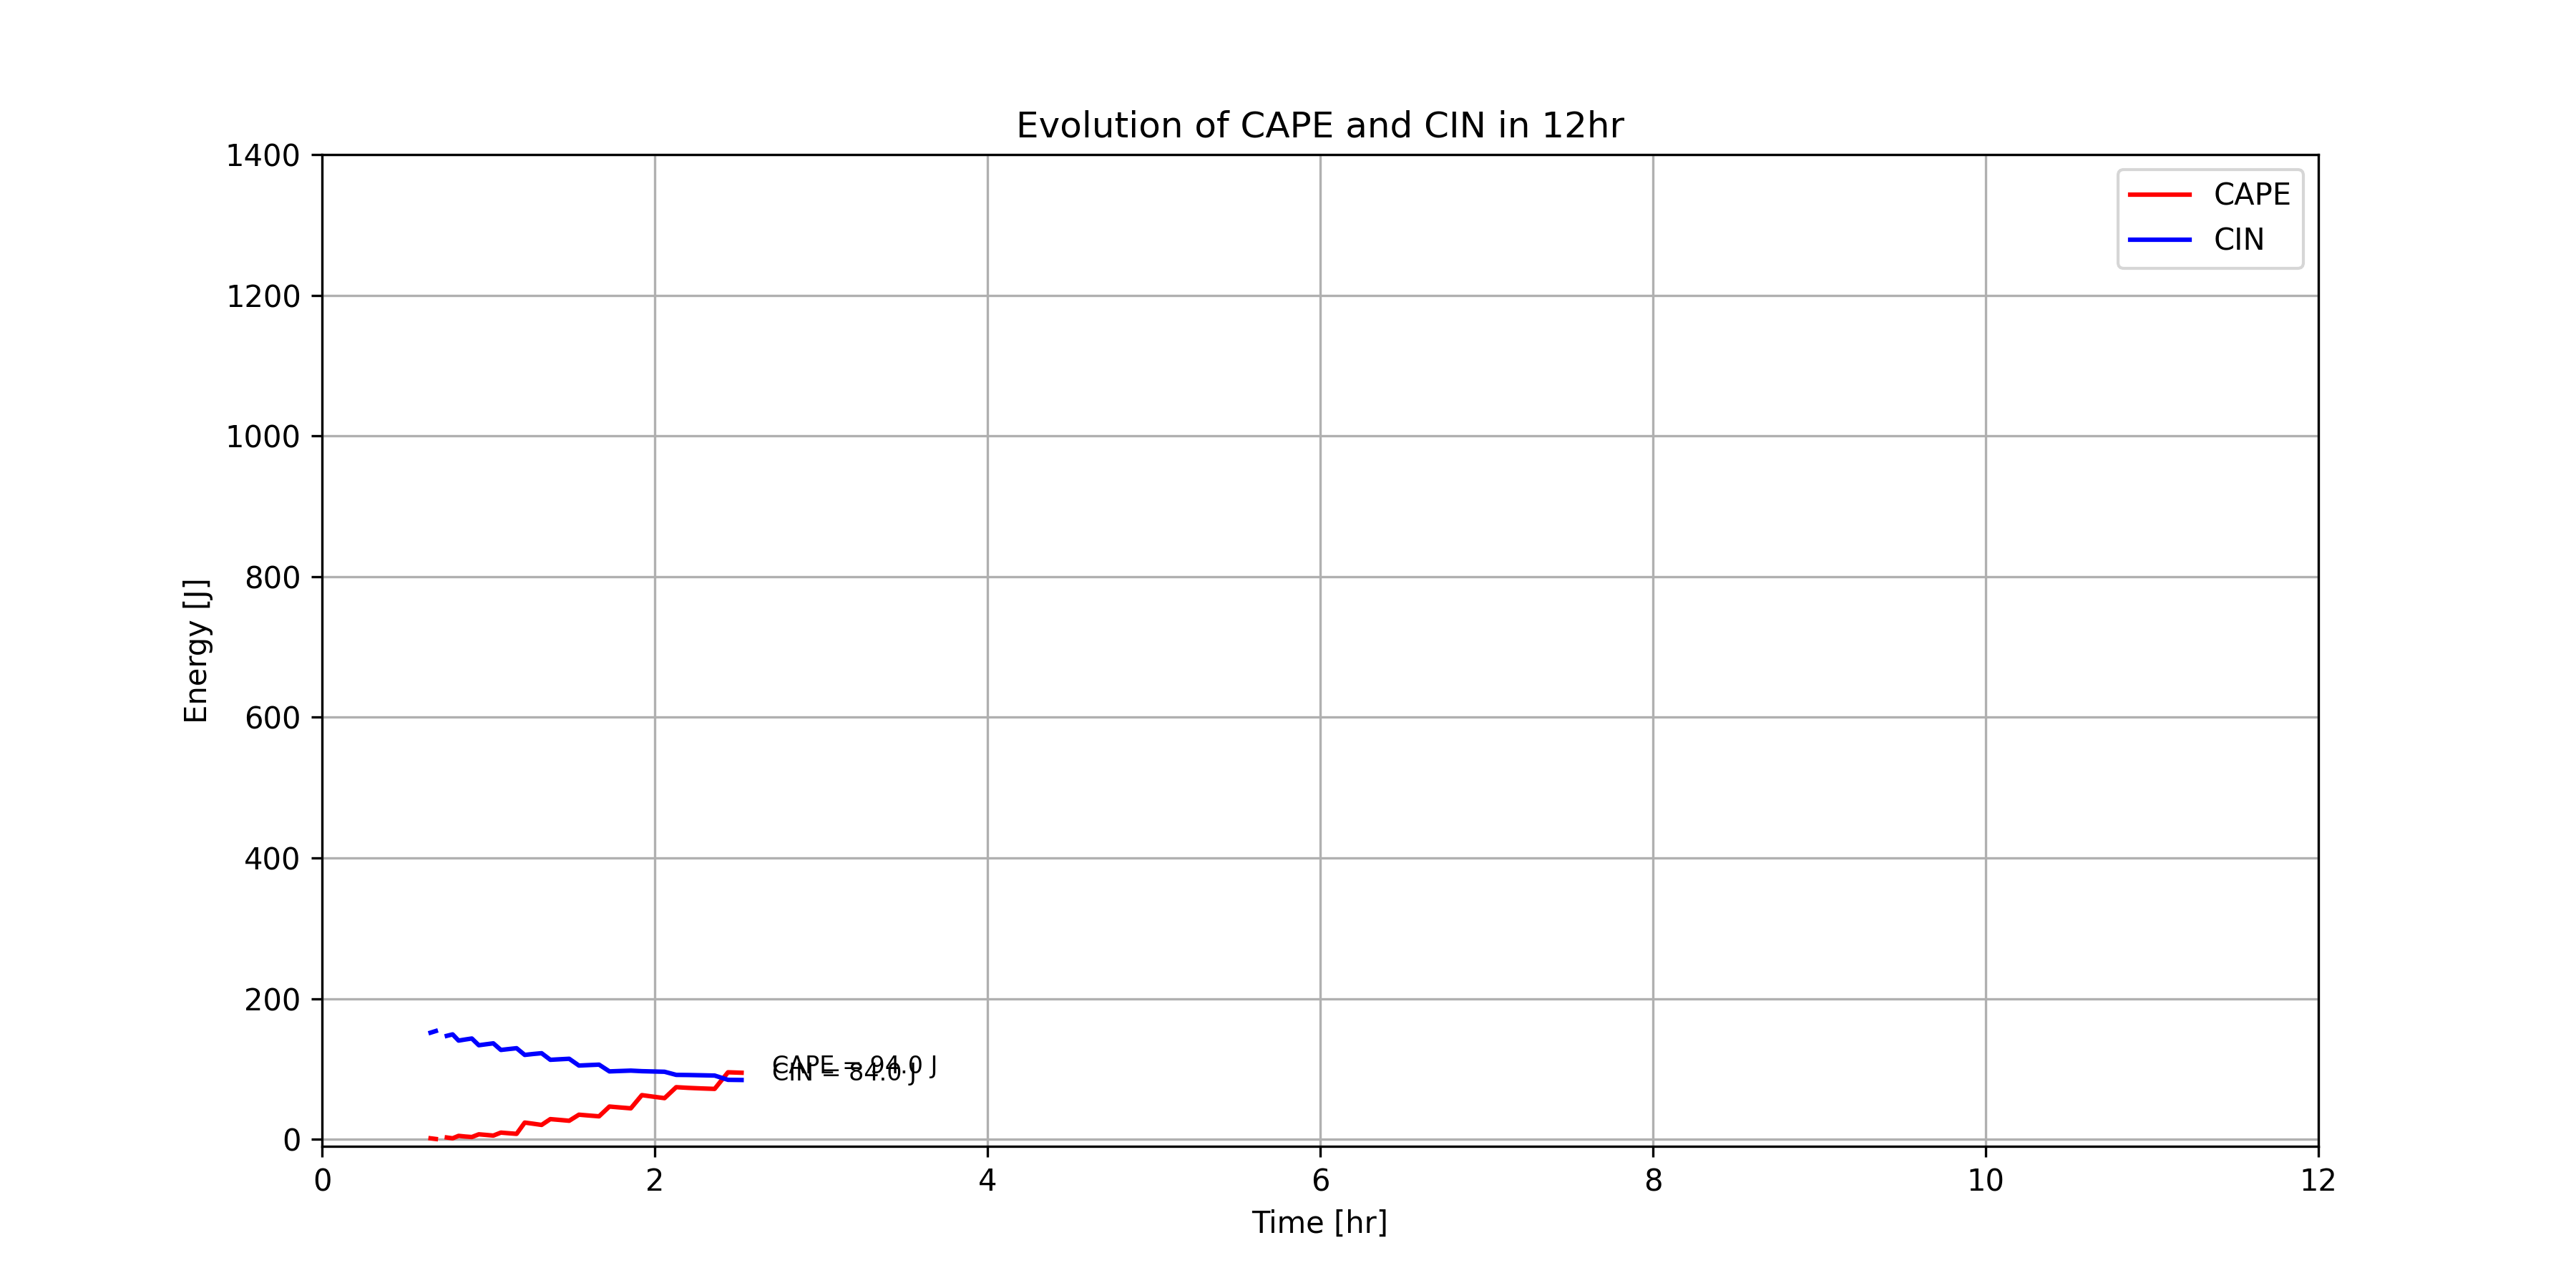 Evolution of CAPE and CIN in 12hr
1400
1200
1000
800
600
400
200
0
Energy [J]
CAPE
CIN
CAPE = 94.0 J
CIN = 84.0 J
0 2 4 6 8 10 12
Time [hr]